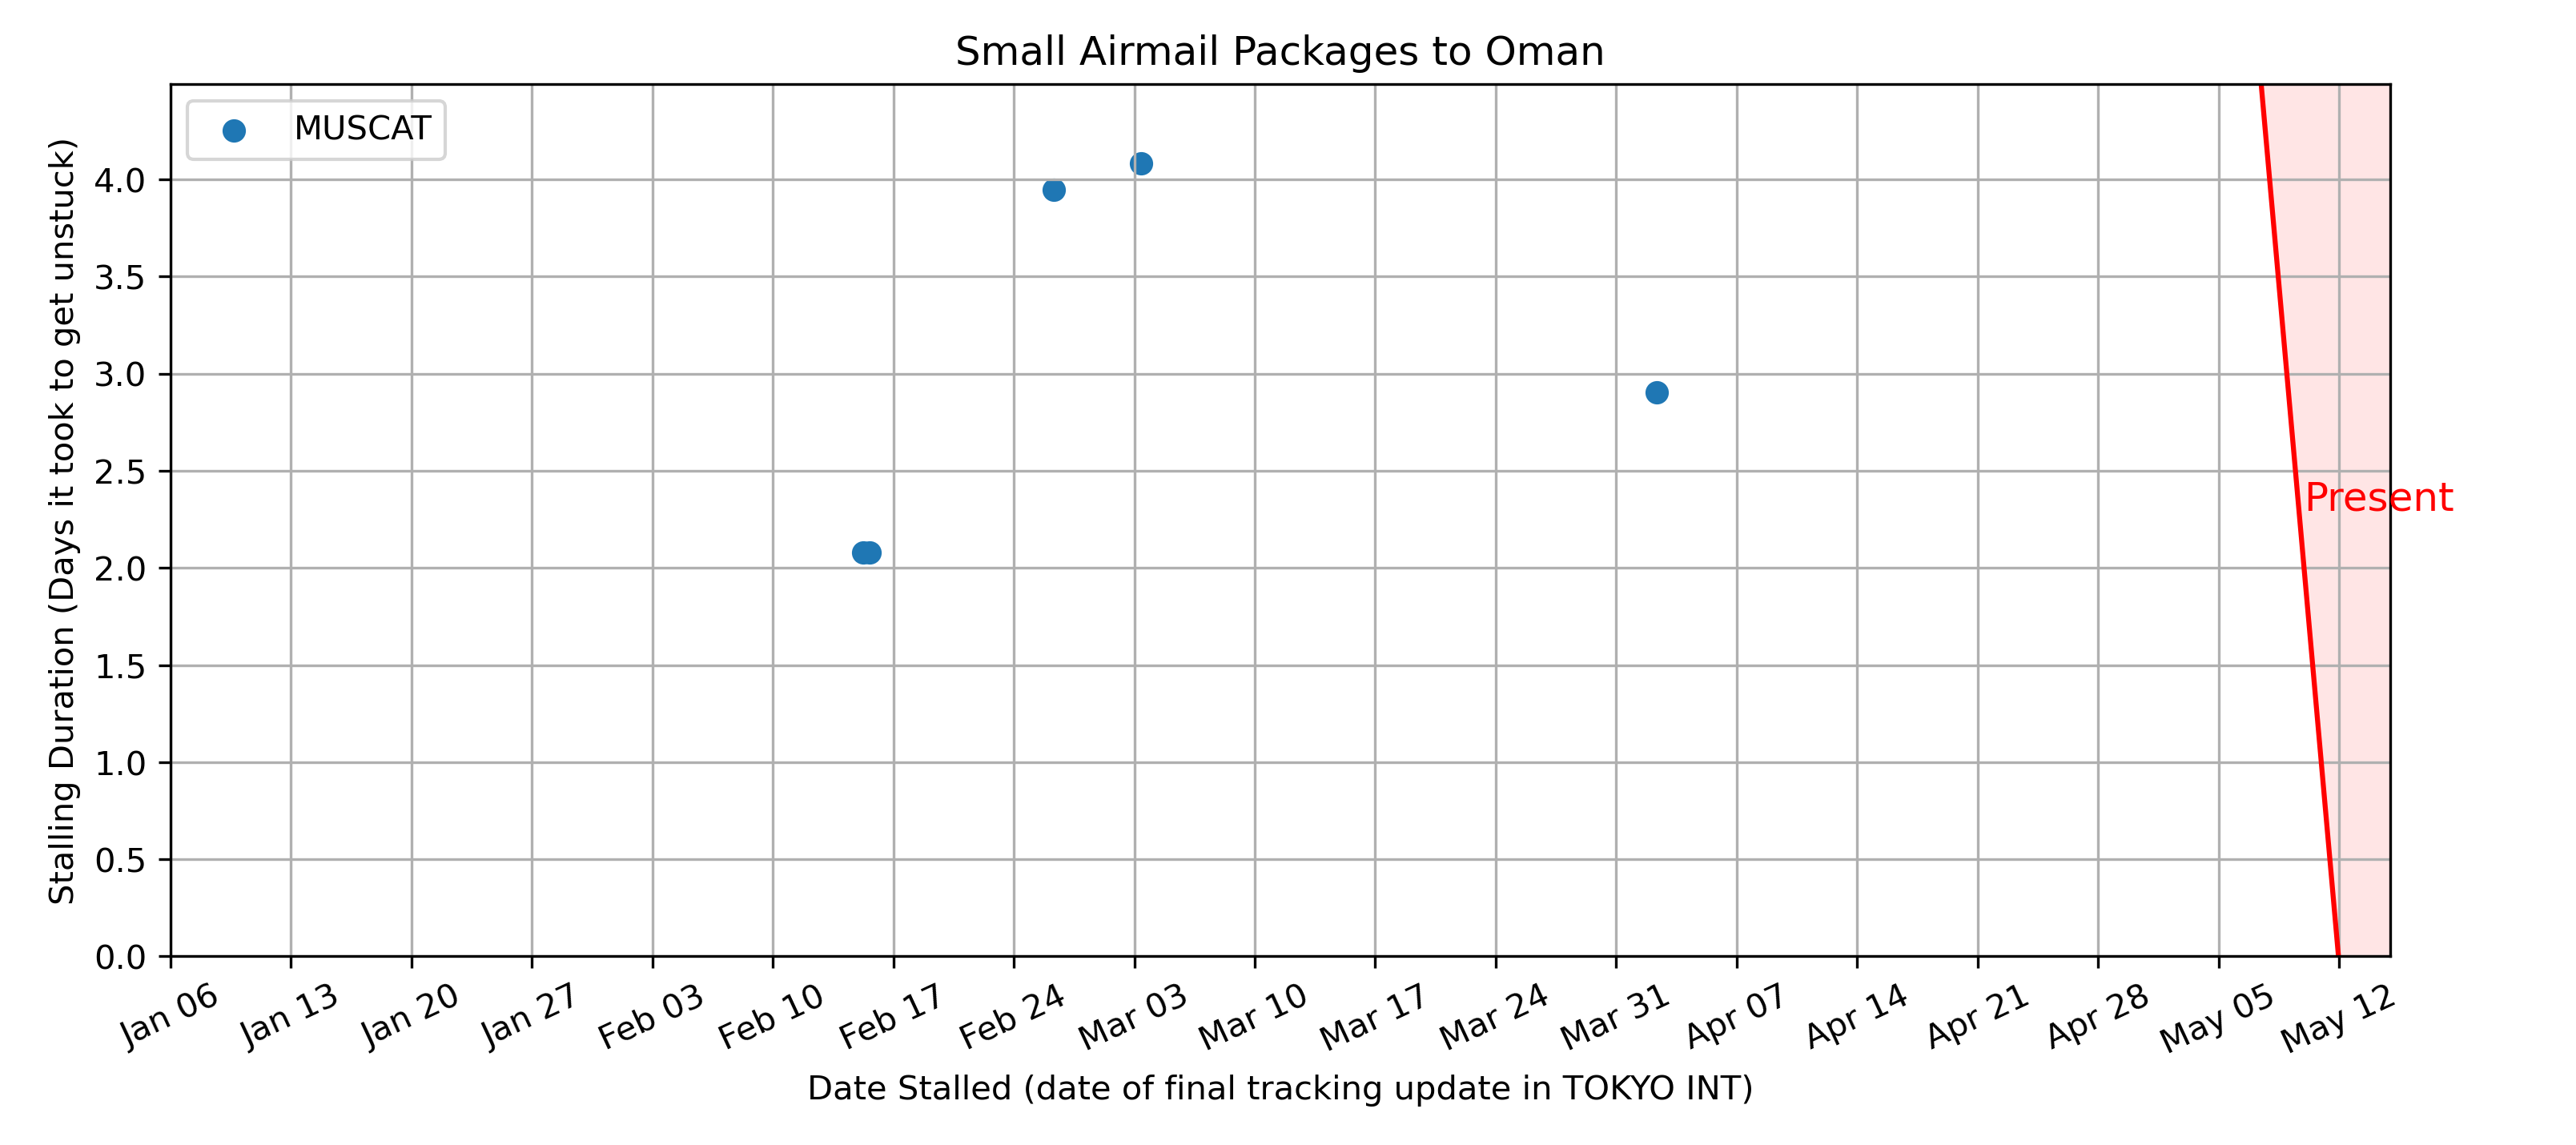 Small Airmail Packages to Oman
MUSCAT
Stalling Duration (Days it took to get unstuck)
4.0
3.5
3.0
2.5
2.0
1.5
1.0
0.5
0.0
Present
Jan 06 Jan 13 Jan 20 Jan 27 Feb 03 Feb 10 Feb 17 Feb 24 Mar 03 Mar 10 Mar 17 Mar 24 Mar 31 Apr 07 Apr 14 Apr 21 Apr 28 May 05 May 12
Date Stalled (date of final tracking update in TOKYO INT)